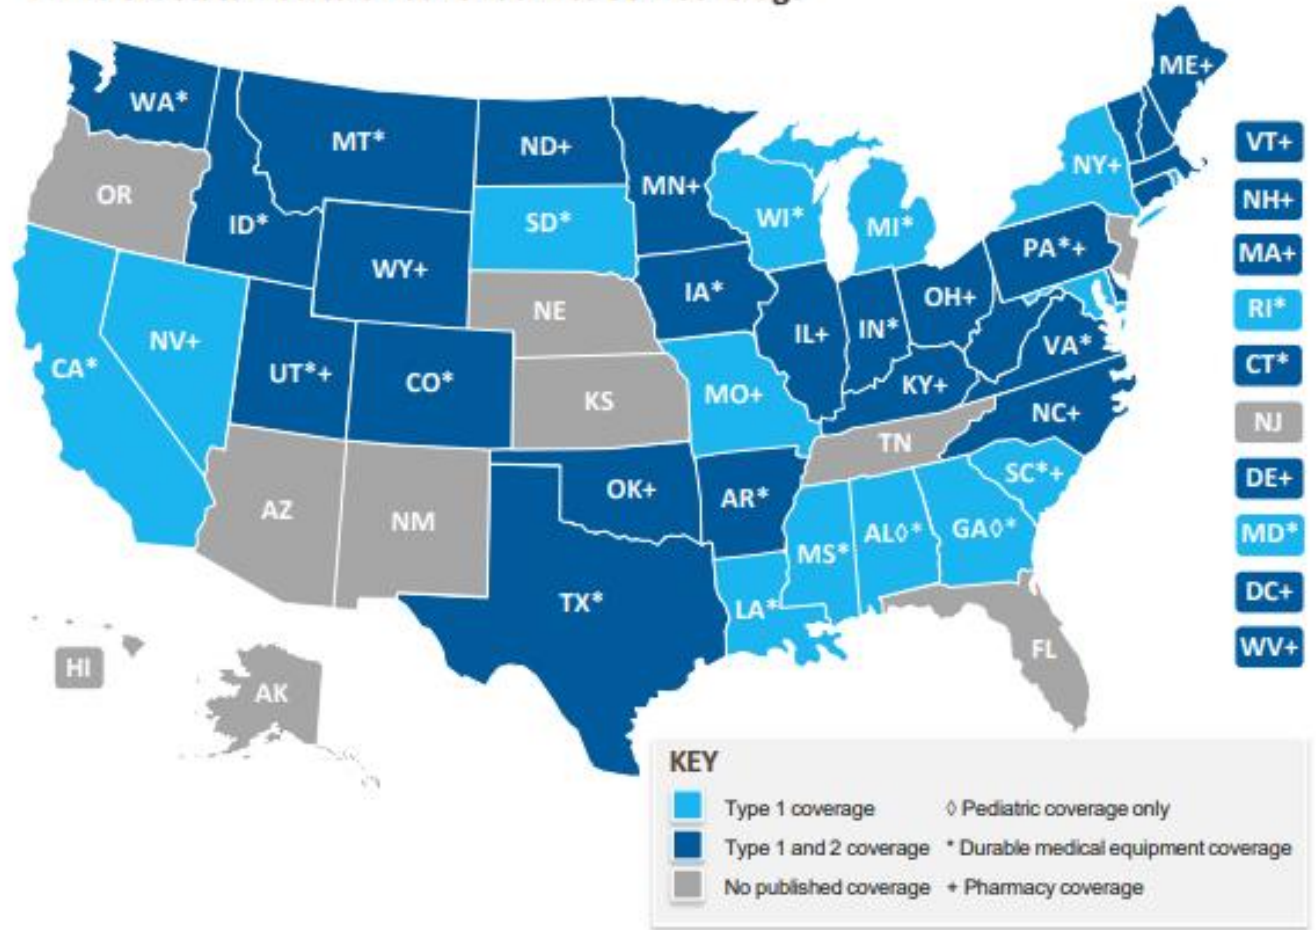 ME+
WA*
MT*
ND+
VT+
NY+
MN+
OR
NH+
SD*
WI*
MI*
ID*
PA*+
MA+
WY+
IA*
OH+
NE
RI*
NV+
IL+
IN*
VA*
CA*
UT*+
CO*
CT*
KY+
MO+
KS
NC+
NJ
TN
SC*+
DE+
OK+
AR*
AZ
NM
AL◊*
GA◊*
MD*
MS*
TX*
LA*
DC+
FL
WV+
HI
AK
KEY
Type 1 coverage ◊ Pediatric coverage only
Type 1 and 2 coverage * Durable medical equipment coverage
No published coverage + Pharmacy coverage